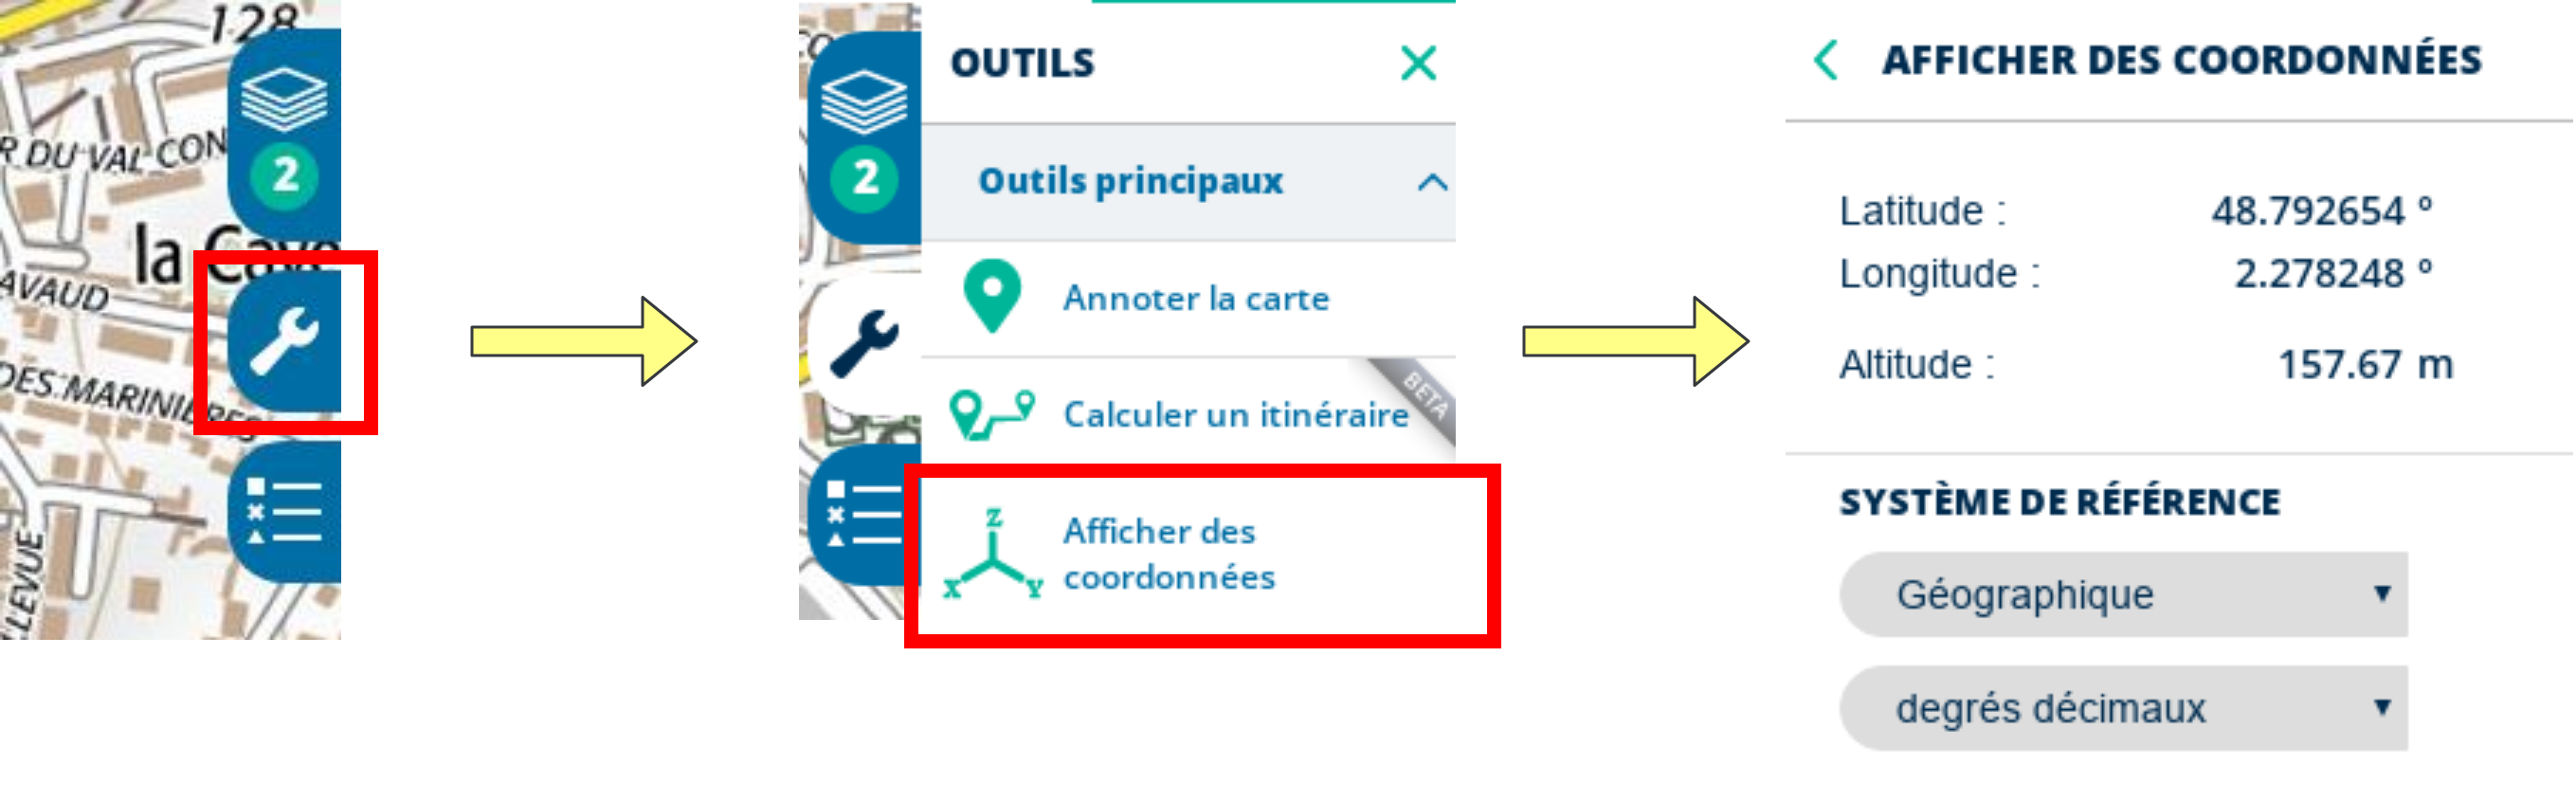 128
R DU VAL CON
2
la Cave
AVAUD
DES MARINIÈRES
LLEVUE
2
OUTILS
Outils principaux
Annoter la carte
BETA
Calculer un itinéraire
Z
X
Y
Afficher des
coordonnées
AFFICHER DES COORDONNÉES
Latitude : 48.792654 °
Longitude : 2.278248 °
Altitude : 157.67 m
SYSTÈME DE RÉFÉRENCE
Géographique
degrés décimaux